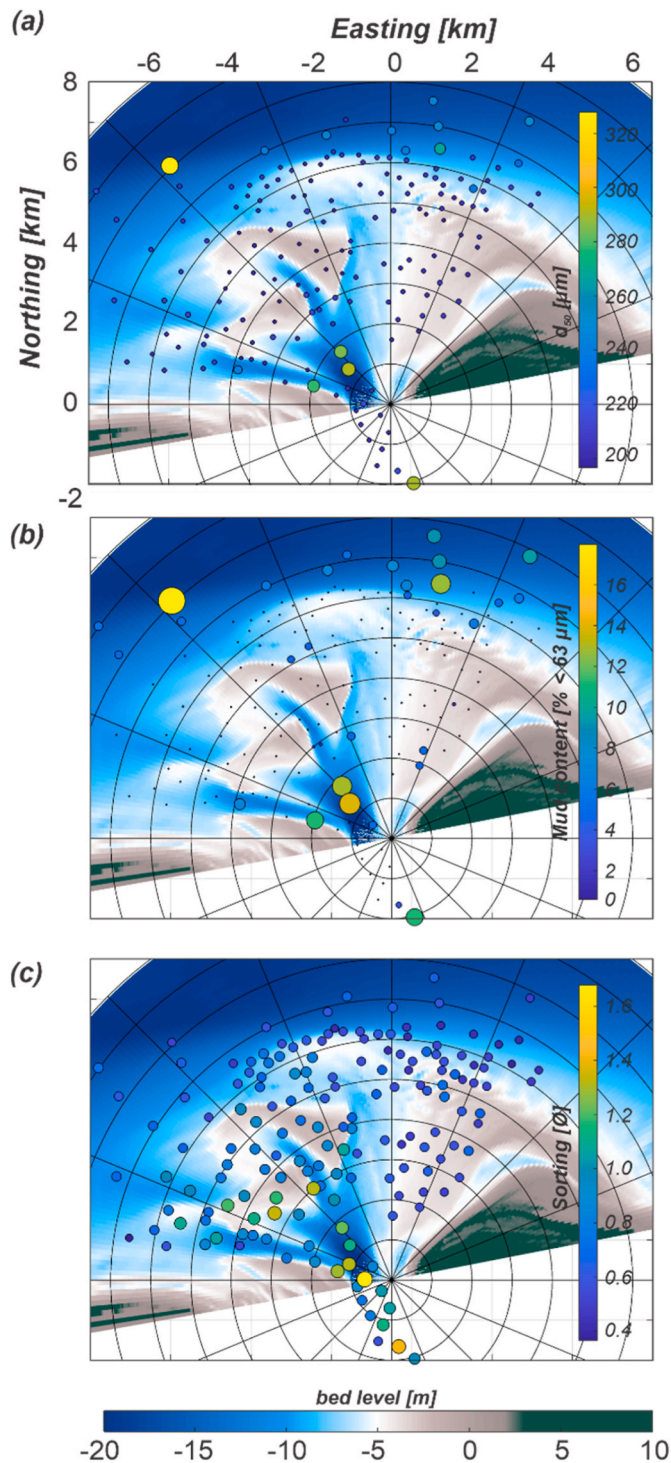 (a)
Easting [km]
-6 -4 -2 0 2 4 6
8
6
4
2
0
-2
Northing [km]
320
300
280
260
240
220
200
d50 [µm]
(b)
16
14
12
10
8
6
4
2
0
Mud content [% < 63 µm]
(c)
1.6
1.4
1.2
1.0
0.8
0.6
0.4
Sorting [Ø]
bed level [m]
-20 -15 -10 -5 0 5 10